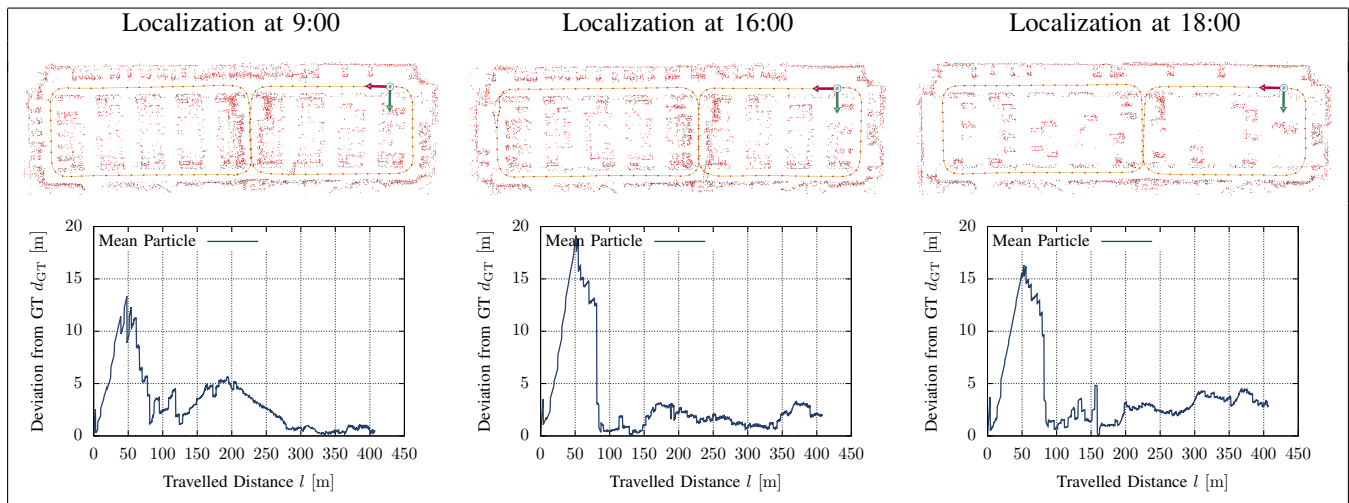 Localization at 9:00
Localization at 16:00
Localization at 18:00
Deviation from GT d_GT [m]
20
15
10
5
0
Mean Particle
0 50 100 150 200 250 300 350 400 450
Travelled Distance l [m]
Deviation from GT d_GT [m]
20
15
10
5
0
Mean Particle
0 50 100 150 200 250 300 350 400 450
Travelled Distance l [m]
Deviation from GT d_GT [m]
20
15
10
5
0
Mean Particle
0 50 100 150 200 250 300 350 400 450
Travelled Distance l [m]